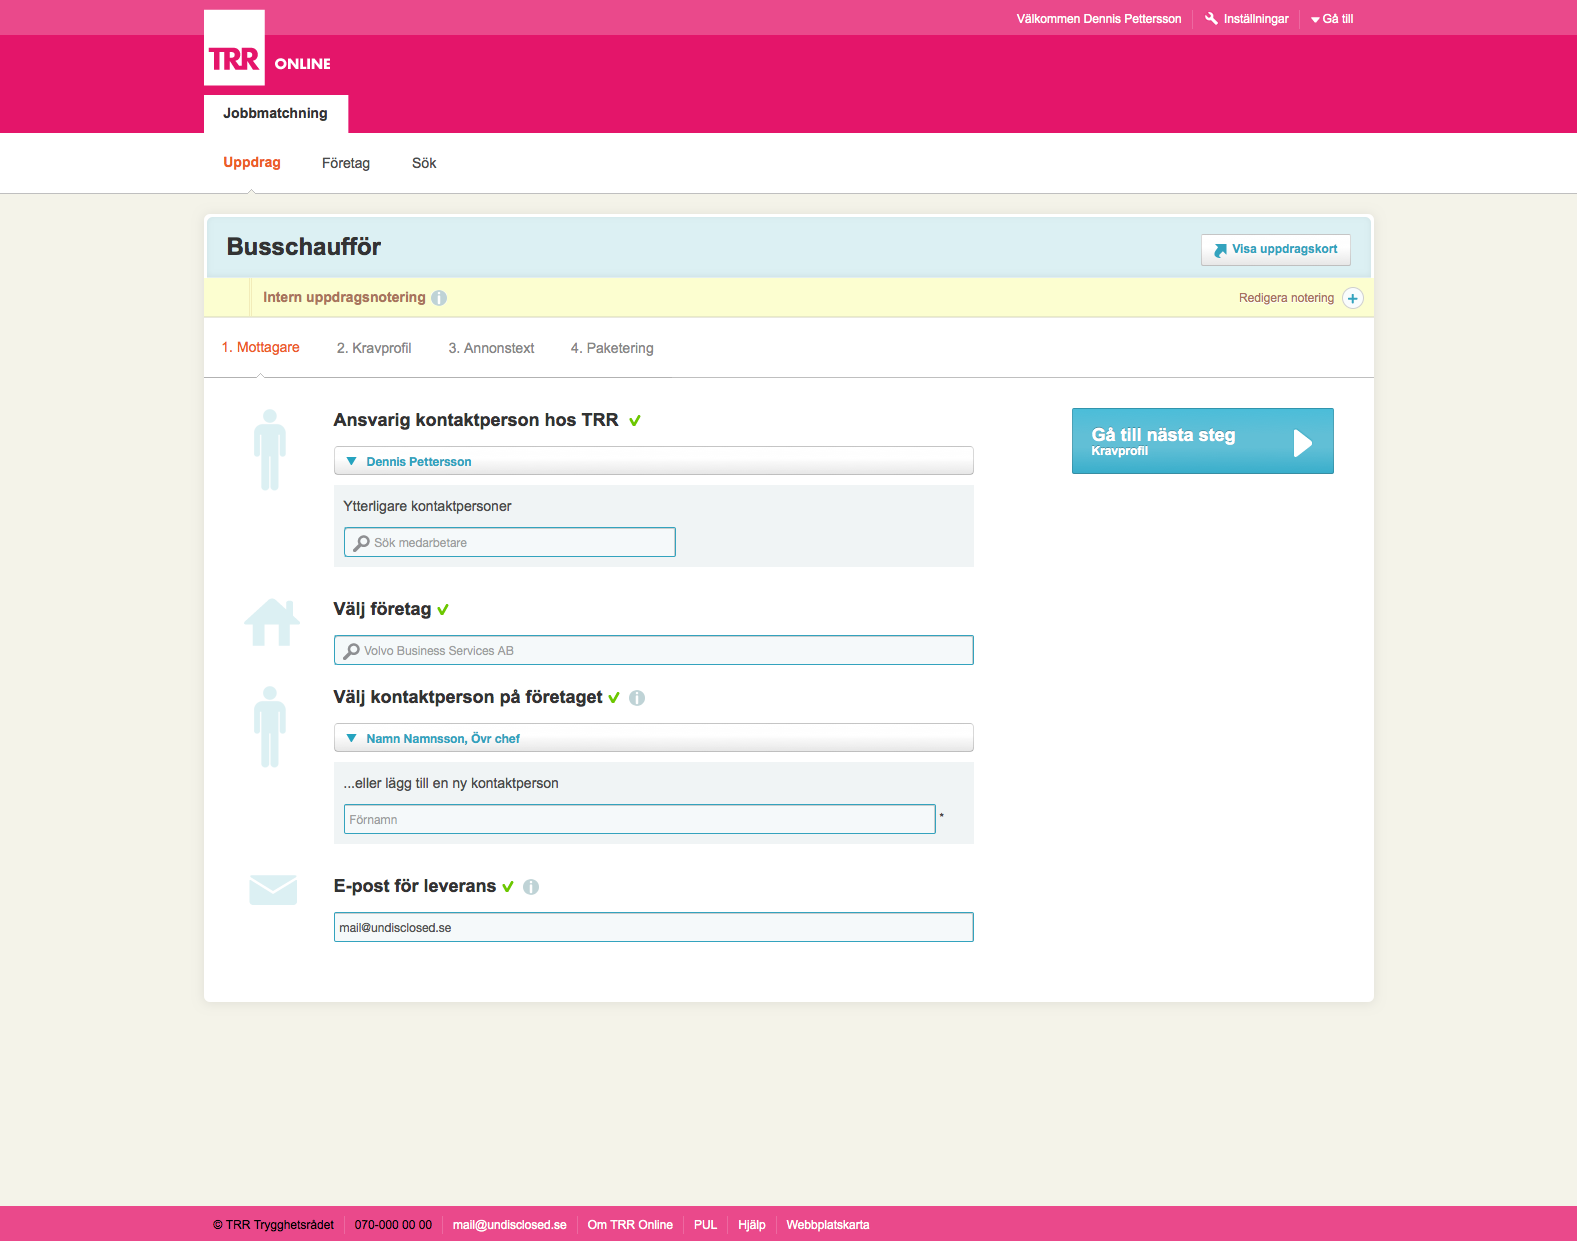 Välkommen Dennis Pettersson
Inställningar
Gå till
TRR ONLINE
Jobbmatchning
Uppdrag
Företag
Sök
Busschaufför
Visa uppdragskort
Intern uppdragsnotering
Redigera notering
1. Mottagare
2. Kravprofil
3. Annonstext
4. Paketering
Ansvarig kontaktperson hos TRR
Dennis Pettersson
Ytterligare kontaktpersoner
Sök medarbetare
Gå till nästa steg
Kravprofil
Välj företag
Volvo Business Services AB
Välj kontaktperson på företaget
Namn Namnsson, Övr chef
...eller lägg till en ny kontaktperson
Förnamn *
E-post för leverans
mail@undisclosed.se
© TRR Trygghetsrådet
070-000 00 00
mail@undisclosed.se
Om TRR Online
PUL
Hjälp
Webbplatskarta